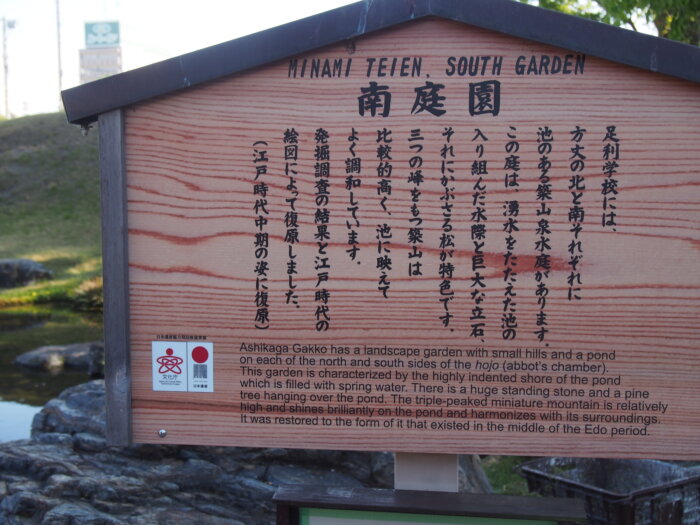 MINAMI TEIEN, SOUTH GARDEN
南庭園
足利学校には、
方丈の北と南それぞれに
池のある築山泉水庭があります。
この庭は、湧水をたたえた池の
入り組んだ水際と巨大な立石、
それにかぶさる松が特色です。
三つの峰をもつ築山は
比較的高く、池に映えて
よく調和しています。
発掘調査の結果と江戸時代の
絵図によって復原しました。
(江戸時代中期の姿に復原)
文化庁
日本遺産
Ashikaga Gakko has a landscape garden with small hills and a pond
on each of the north and south sides of the hojo (abbot's chamber).
This garden is characterized by the highly indented shore of the pond
which is filled with spring water. There is a huge standing stone and a pine
tree hanging over the pond. The triple-peaked miniature mountain is relatively
high and shines brilliantly on the pond and harmonizes with its surroundings.
It was restored to the form of it that existed in the middle of the Edo period.